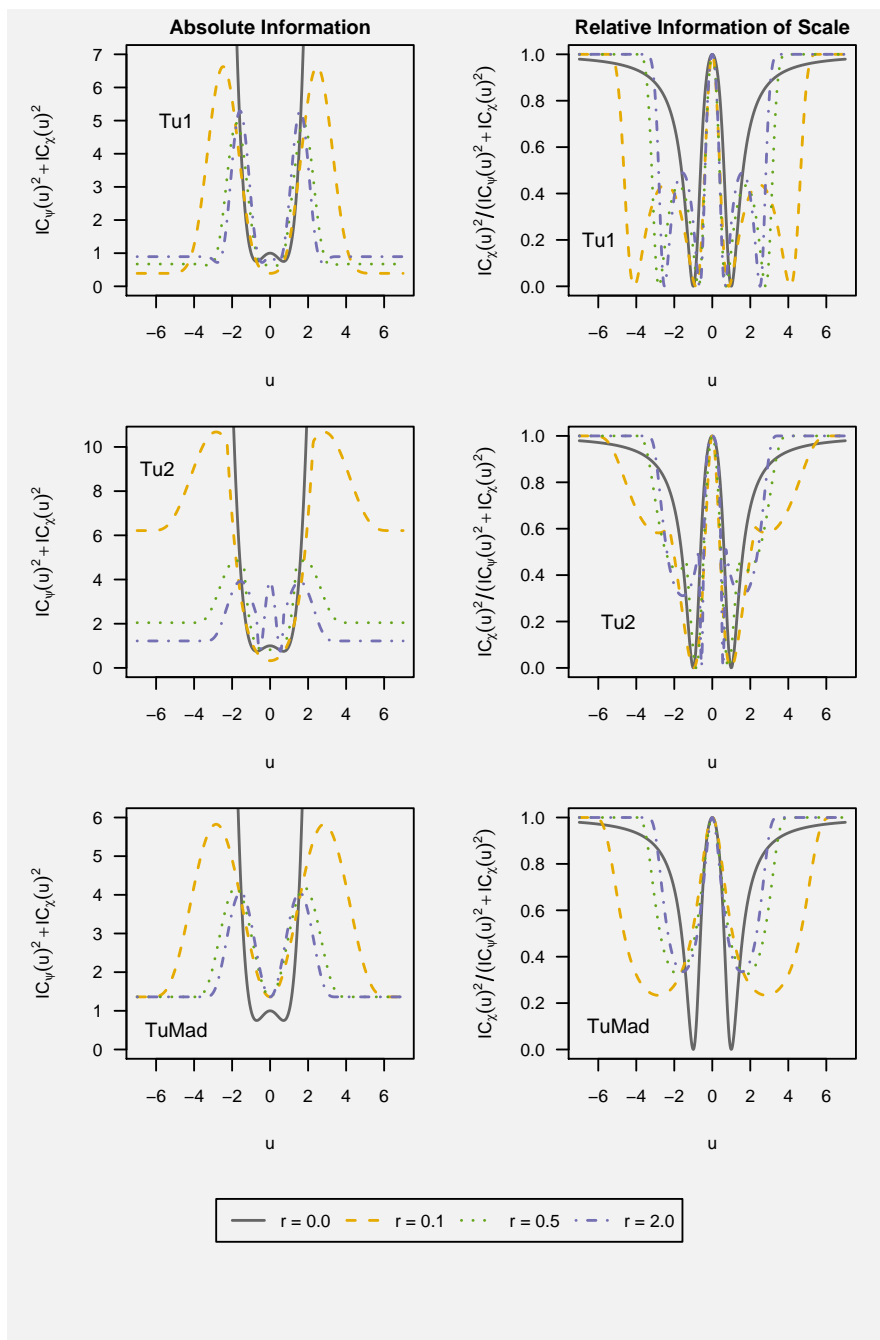 Absolute Information
Relative Information of Scale
IC_ψ(u)² + IC_χ(u)²
7
6
5
4
3
2
1
0
Tu1
−6 −4 −2 0 2 4 6
u
IC_χ(u)²/(IC_ψ(u)² + IC_χ(u)²)
1.0
0.8
0.6
0.4
0.2
0.0
Tu1
−6 −4 −2 0 2 4 6
u
IC_ψ(u)² + IC_χ(u)²
10
8
6
4
2
0
Tu2
−6 −4 −2 0 2 4 6
u
IC_χ(u)²/(IC_ψ(u)² + IC_χ(u)²)
1.0
0.8
0.6
0.4
0.2
0.0
Tu2
−6 −4 −2 0 2 4 6
u
IC_ψ(u)² + IC_χ(u)²
6
5
4
3
2
1
0
TuMad
−6 −4 −2 0 2 4 6
u
IC_χ(u)²/(IC_ψ(u)² + IC_χ(u)²)
1.0
0.8
0.6
0.4
0.2
0.0
TuMad
−6 −4 −2 0 2 4 6
u
r = 0.0 r = 0.1 r = 0.5 r = 2.0